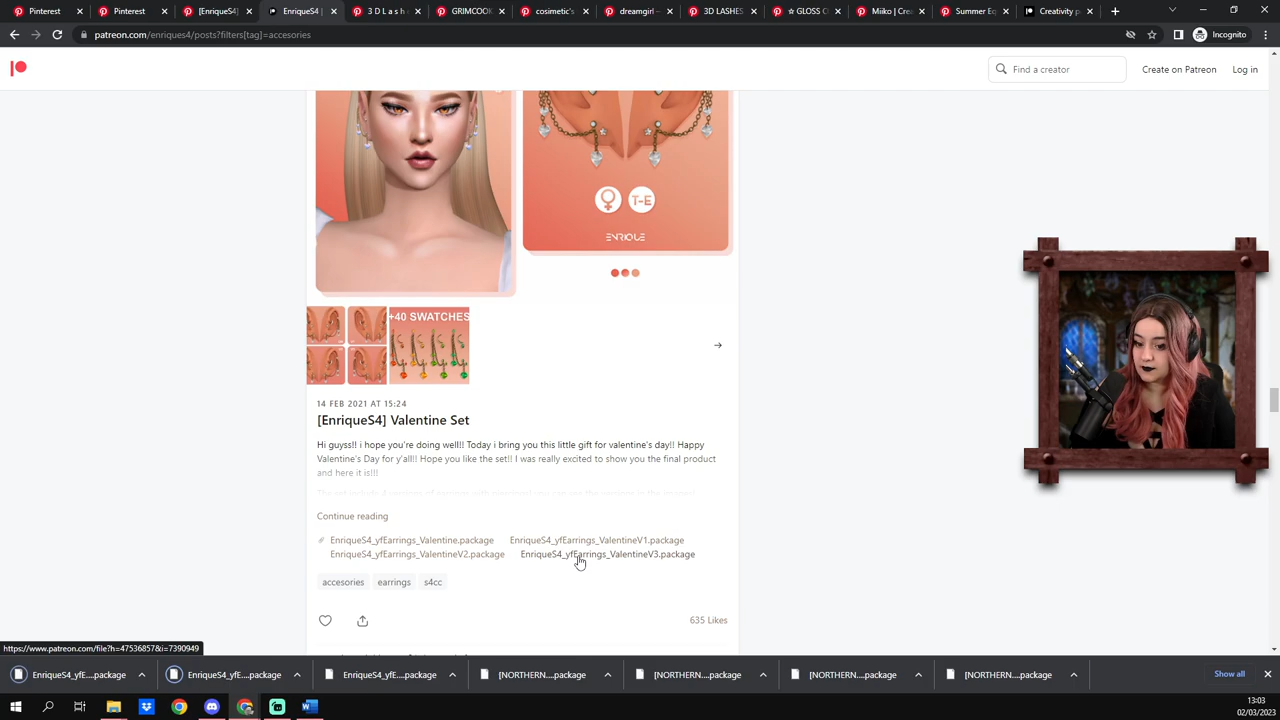 Pinterest
Pinterest
[EnriqueS4]
EnriqueS4 |
3 D L a s h e
GRIMCOOK
cosmetic's
dreamgirl –
3D LASHES
☆ GLOSS C
Miiko | Crea
Summer Eq
Creativity p
patreon.com/enriques4/posts?filters[tag]=accesories
Incognito
Find a creator
Create on Patreon
Log in
T-E
+40 SWATCHES
14 FEB 2021 AT 15:24
[EnriqueS4] Valentine Set
Hi guyss!! i hope you're doing well!! Today i bring you this little gift for valentine's day!! Happy
Valentine's Day for y'all!! Hope you like the set!! I was really excited to show you the final product
and here it is!!!
Continue reading
EnriqueS4_yfEarrings_Valentine.package
EnriqueS4_yfEarrings_ValentineV1.package
EnriqueS4_yfEarrings_ValentineV2.package
EnriqueS4_yfEarrings_ValentineV3.package
accesories
earrings
s4cc
635 Likes
https://www.patreon.com/file?h=47536857&i=7390949
EnriqueS4_yfE....package
EnriqueS4_yfE....package
EnriqueS4_yfE....package
[NORTHERN....package
[NORTHERN....package
[NORTHERN....package
[NORTHERN....package
Show all
13:03
02/03/2023